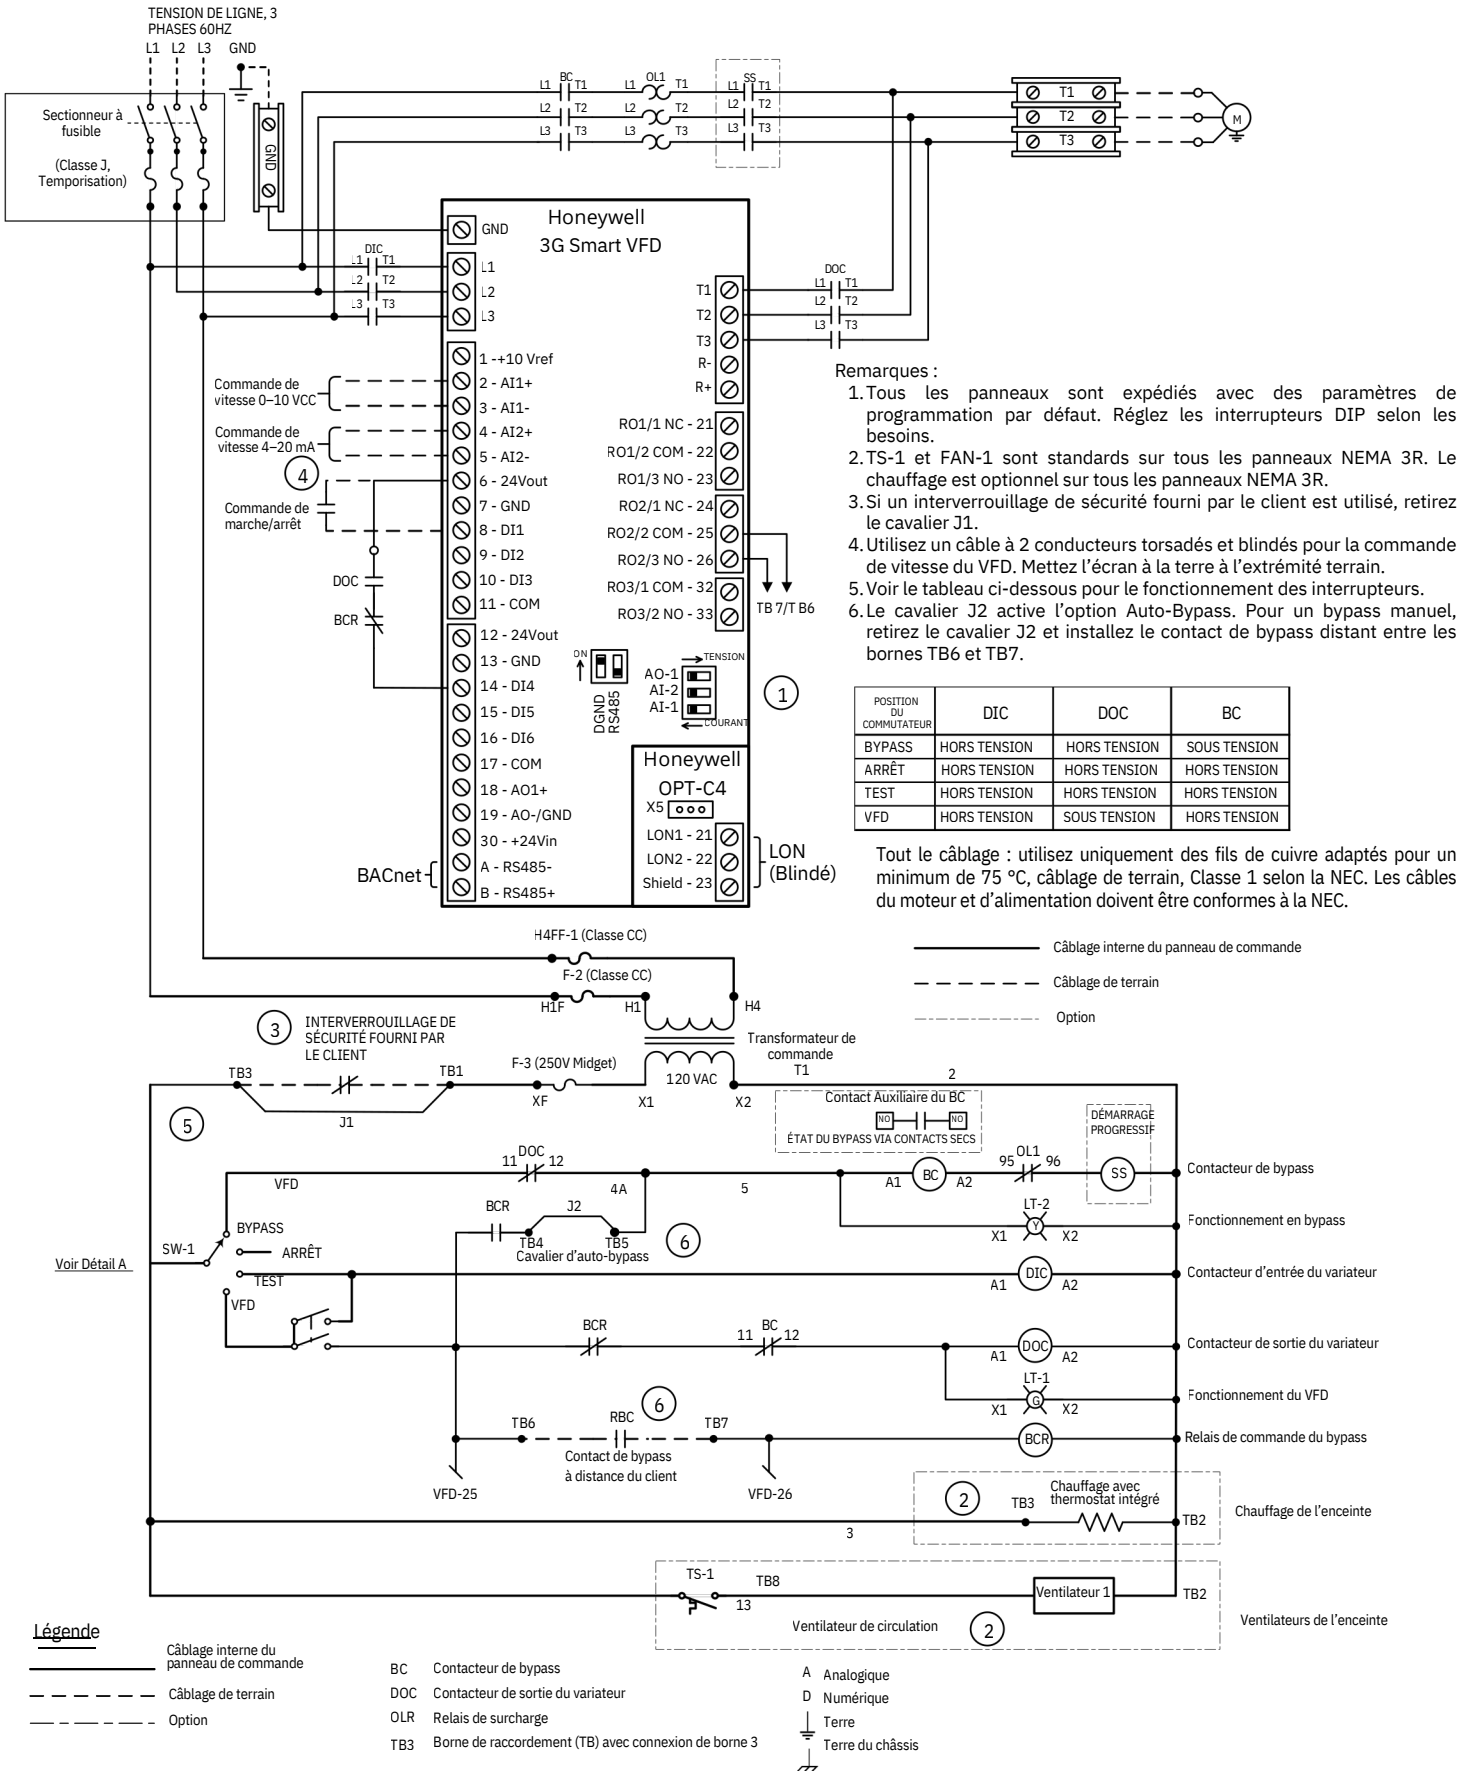 TENSION DE LIGNE, 3
PHASES 60HZ
L1 L2 L3 GND
Sectionneur à
fusible
(Classe J,
Temporisation)
GND
BC
L1 T1
L2 T2
L3 T3
OL1
L1 T1
L2 T2
L3 T3
SS
L1 T1
L2 T2
L3 T3
T1
T2
T3
M
Honeywell
3G Smart VFD
GND
DIC
L1 T1
L2 T2
L3 T3
L1
L2
L3
T1
T2
T3
R-
R+
DOC
L1 T1
L2 T2
L3 T3
1 -+10 Vref
2 - AI1+
3 - AI1-
4 - AI2+
5 - AI2-
6 - 24Vout
7 - GND
8 - DI1
9 - DI2
10 - DI3
11 - COM
12 - 24Vout
13 - GND
14 - DI4
15 - DI5
16 - DI6
17 - COM
18 - AO1+
19 - AO-/GND
30 - +24Vin
A - RS485-
B - RS485+
Commande de
vitesse 0–10 VCC
Commande de
vitesse 4–20 mA
4
Commande de
marche/arrêt
DOC
BCR
BACnet
RO1/1 NC - 21
RO1/2 COM - 22
RO1/3 NO - 23
RO2/1 NC - 24
RO2/2 COM - 25
RO2/3 NO - 26
RO3/1 COM - 32
RO3/2 NO - 33
TB 7/T B6
ON
DGND
RS485
TENSION
AO-1
AI-2
AI-1
COURANT
1
Honeywell
OPT-C4
X5
LON1 - 21
LON2 - 22
Shield - 23
LON
(Blindé)
Remarques :
1. Tous les panneaux sont expédiés avec des paramètres de
programmation par défaut. Réglez les interrupteurs DIP selon les
besoins.
2. TS-1 et FAN-1 sont standards sur tous les panneaux NEMA 3R. Le
chauffage est optionnel sur tous les panneaux NEMA 3R.
3. Si un interverrouillage de sécurité fourni par le client est utilisé, retirez
le cavalier J1.
4. Utilisez un câble à 2 conducteurs torsadés et blindés pour la commande
de vitesse du VFD. Mettez l’écran à la terre à l’extrémité terrain.
5. Voir le tableau ci-dessous pour le fonctionnement des interrupteurs.
6. Le cavalier J2 active l’option Auto-Bypass. Pour un bypass manuel,
retirez le cavalier J2 et installez le contact de bypass distant entre les
bornes TB6 et TB7.
POSITION
DU
COMMUTATEUR DIC DOC BC
BYPASS HORS TENSION HORS TENSION SOUS TENSION
ARRÊT HORS TENSION HORS TENSION HORS TENSION
TEST HORS TENSION HORS TENSION HORS TENSION
VFD HORS TENSION SOUS TENSION HORS TENSION
Tout le câblage : utilisez uniquement des fils de cuivre adaptés pour un
minimum de 75 °C, câblage de terrain, Classe 1 selon la NEC. Les câbles
du moteur et d’alimentation doivent être conformes à la NEC.
Câblage interne du panneau de commande
Câblage de terrain
Option
H4FF-1 (Classe CC)
F-2 (Classe CC)
H1F H1 H4
3
INTERVERROUILLAGE DE
SÉCURITÉ FOURNI PAR
LE CLIENT
Transformateur de
commande
T1
F-3 (250V Midget)
TB3 TB1
120 VAC
2
XF X1 X2
J1
5
Contact Auxiliaire du BC
NO NO
ÉTAT DU BYPASS VIA CONTACTS SECS
DÉMARRAGE
PROGRESSIF
11 DOC 12
VFD
4A
5
A1 BC A2
95 OL1 96
SS
Contacteur de bypass
BCR J2
TB4 TB5
Cavalier d’auto-bypass
6
LT-2
X1 Y X2
Fonctionnement en bypass
Voir Détail A
SW-1
BYPASS
ARRÊT
TEST
VFD
A1 DIC A2
Contacteur d’entrée du variateur
BCR
11 BC 12
A1 DOC A2
Contacteur de sortie du variateur
LT-1
X1 G X2
Fonctionnement du VFD
TB6 RBC 6 TB7
Contact de bypass
à distance du client
BCR
Relais de commande du bypass
VFD-25
VFD-26
2
TB3
Chauffage avec
thermostat intégré
TB2
Chauffage de l’enceinte
3
TS-1
TB8
13
Ventilateur 1
TB2
Ventilateur de circulation
2
Ventilateurs de l’enceinte
Légende
Câblage interne du
panneau de commande
Câblage de terrain
Option
BC Contacteur de bypass
DOC Contacteur de sortie du variateur
OLR Relais de surcharge
TB3 Borne de raccordement (TB) avec connexion de borne 3
A Analogique
D Numérique
Terre
Terre du châssis